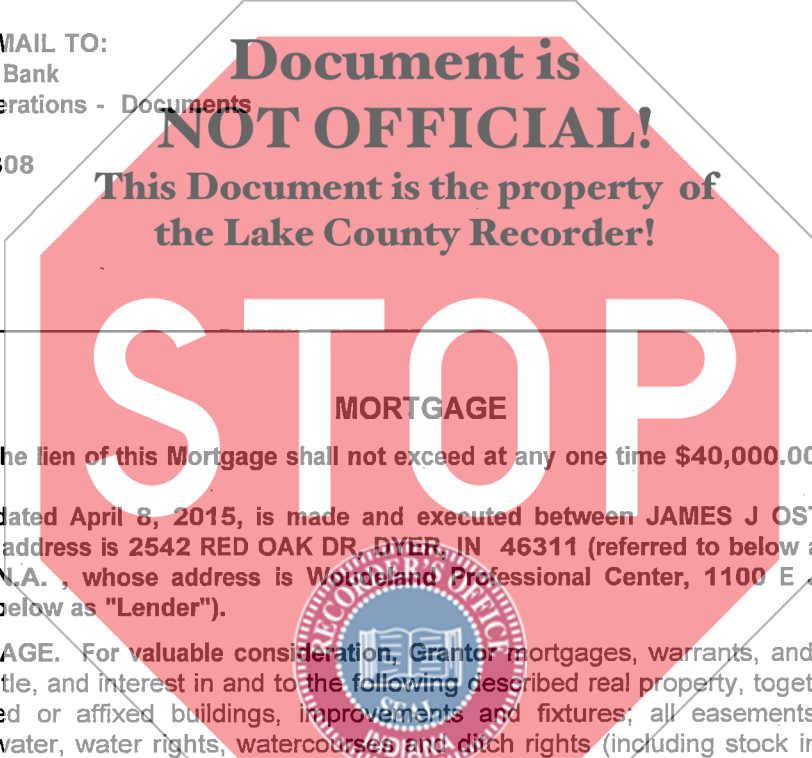 MAIL TO:
Bank
erations - Documents
308
Document is
NOT OFFICIAL!
This Document is the property of
the Lake County Recorder!
STOP
MORTGAGE
he lien of this Mortgage shall not exceed at any one time $40,000.00
dated April 8, 2015, is made and executed between JAMES J OST
address is 2542 RED OAK DR, DYER, IN 46311 (referred to below a
N.A. , whose address is Woodeland Professional Center, 1100 E J
below as "Lender").
AGE. For valuable consideration, Grantor mortgages, warrants, and
tle, and interest in and to the following described real property, toget
ed or affixed buildings, improvements and fixtures; all easements
water, water rights, watercourses and ditch rights (including stock in
RECORDER'S OFFICE
SEAL
INDIANA